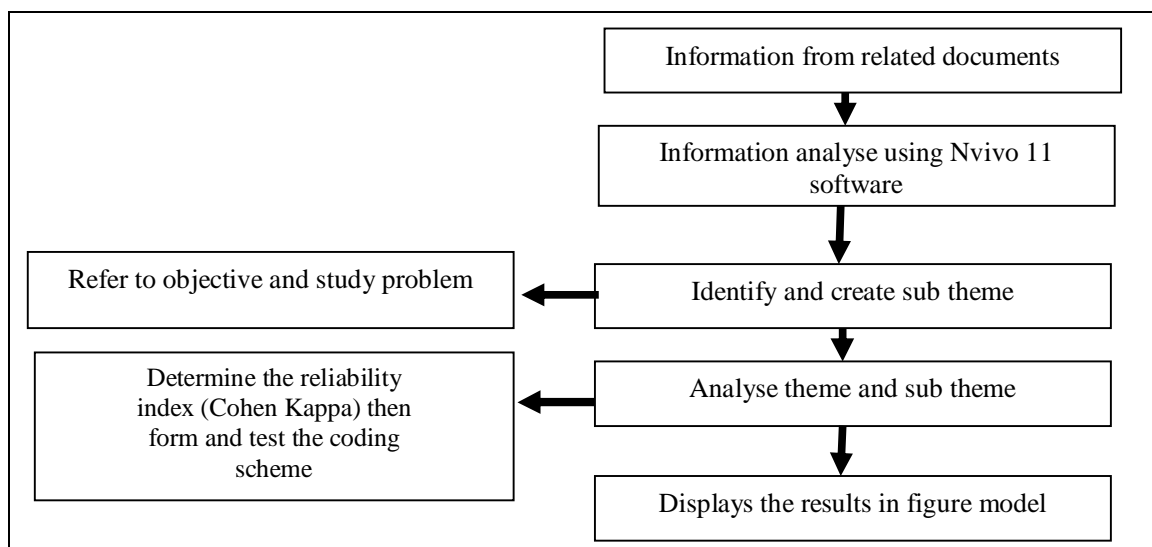 Information from related documents
Information analyse using Nvivo 11
software
Refer to objective and study problem
Identify and create sub theme
Determine the reliability
index (Cohen Kappa) then
form and test the coding
scheme
Analyse theme and sub theme
Displays the results in figure model